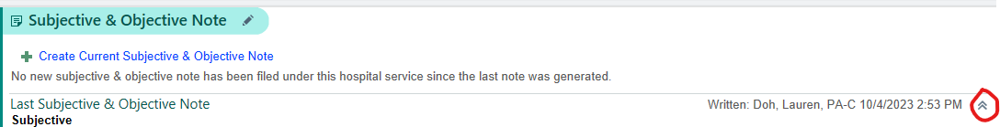 Subjective & Objective Note
Create Current Subjective & Objective Note
No new subjective & objective note has been filed under this hospital service since the last note was generated.
Last Subjective & Objective Note Written: Doh, Lauren, PA-C 10/4/2023 2:53 PM
Subjective